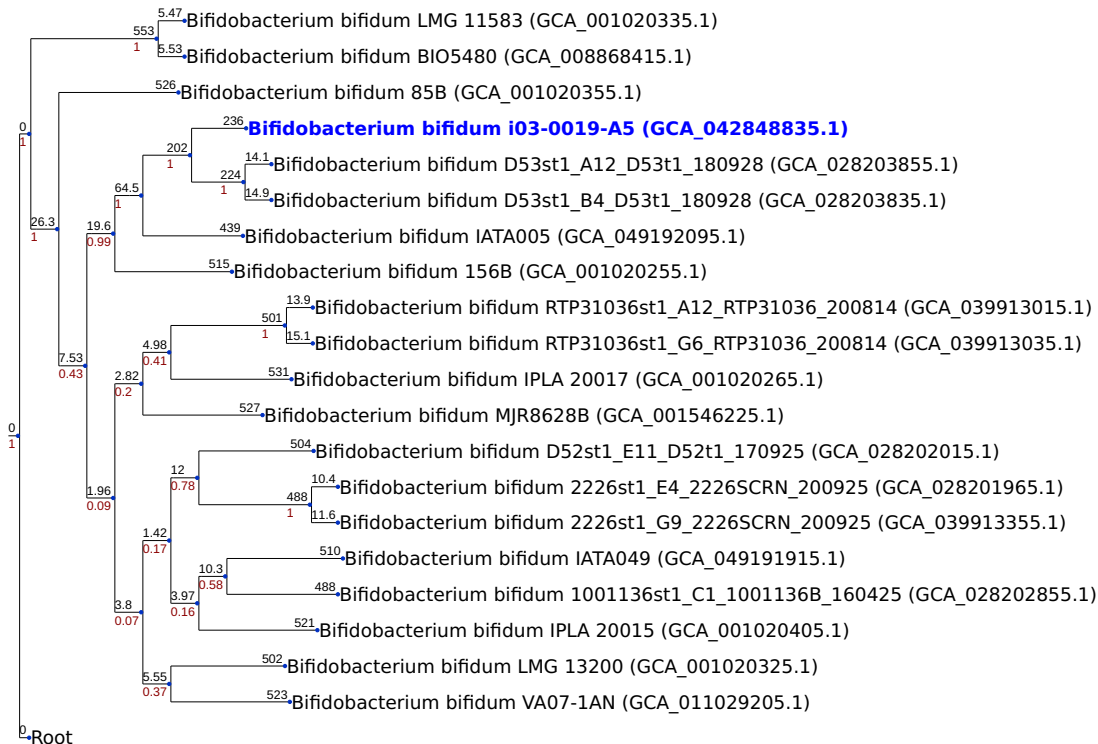 5.47
Bifidobacterium bifidum LMG 11583 (GCA_001020335.1)
553
1
5.53
Bifidobacterium bifidum BIO5480 (GCA_008868415.1)
526
Bifidobacterium bifidum 85B (GCA_001020355.1)
0
1
236
Bifidobacterium bifidum i03-0019-A5 (GCA_042848835.1)
202
1
14.1
Bifidobacterium bifidum D53st1_A12_D53t1_180928 (GCA_028203855.1)
224
1
14.9
Bifidobacterium bifidum D53st1_B4_D53t1_180928 (GCA_028203835.1)
64.5
1
26.3
1
19.6
0.99
439
Bifidobacterium bifidum IATA005 (GCA_049192095.1)
515
Bifidobacterium bifidum 156B (GCA_001020255.1)
13.9
Bifidobacterium bifidum RTP31036st1_A12_RTP31036_200814 (GCA_039913015.1)
501
1
15.1
Bifidobacterium bifidum RTP31036st1_G6_RTP31036_200814 (GCA_039913035.1)
4.98
0.41
7.53
0.43
2.82
0.2
531
Bifidobacterium bifidum IPLA 20017 (GCA_001020265.1)
527
Bifidobacterium bifidum MJR8628B (GCA_001546225.1)
0
1
504
Bifidobacterium bifidum D52st1_E11_D52t1_170925 (GCA_028202015.1)
12
0.78
10.4
Bifidobacterium bifidum 2226st1_E4_2226SCRN_200925 (GCA_028201965.1)
1.96
0.09
488
1
11.6
Bifidobacterium bifidum 2226st1_G9_2226SCRN_200925 (GCA_039913355.1)
1.42
0.17
510
Bifidobacterium bifidum IATA049 (GCA_049191915.1)
10.3
0.58
488
Bifidobacterium bifidum 1001136st1_C1_1001136B_160425 (GCA_028202855.1)
3.97
0.16
3.8
0.07
521
Bifidobacterium bifidum IPLA 20015 (GCA_001020405.1)
502
Bifidobacterium bifidum LMG 13200 (GCA_001020325.1)
5.55
0.37
523
Bifidobacterium bifidum VA07-1AN (GCA_011029205.1)
0
Root